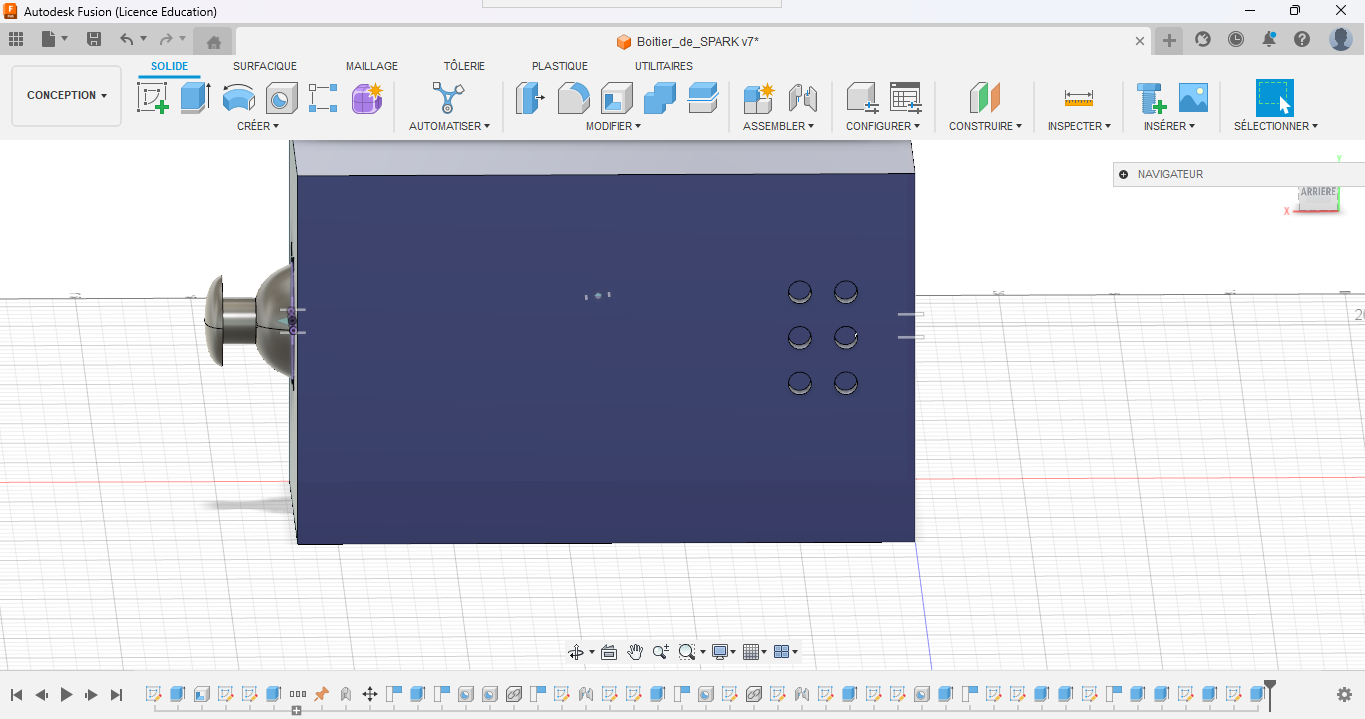 Autodesk Fusion (Licence Education)
Boitier_de_SPARK v7*
SOLIDE SURFACIQUE MAILLAGE TÔLERIE PLASTIQUE UTILITAIRES
CONCEPTION
CRÉER AUTOMATISER MODIFIER ASSEMBLER CONFIGURER CONSTRUIRE INSPECTER INSÉRER SÉLECTIONNER
NAVIGATEUR
Y
ARRIERE
X